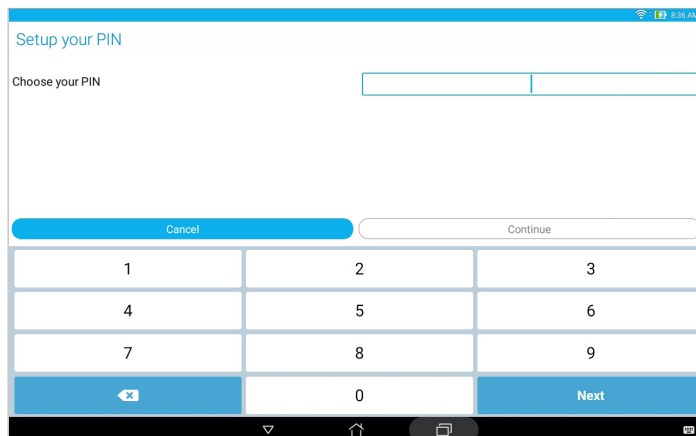 8:36 AM
Setup your PIN
Choose your PIN
Cancel Continue
1 2 3
4 5 6
7 8 9
0 Next